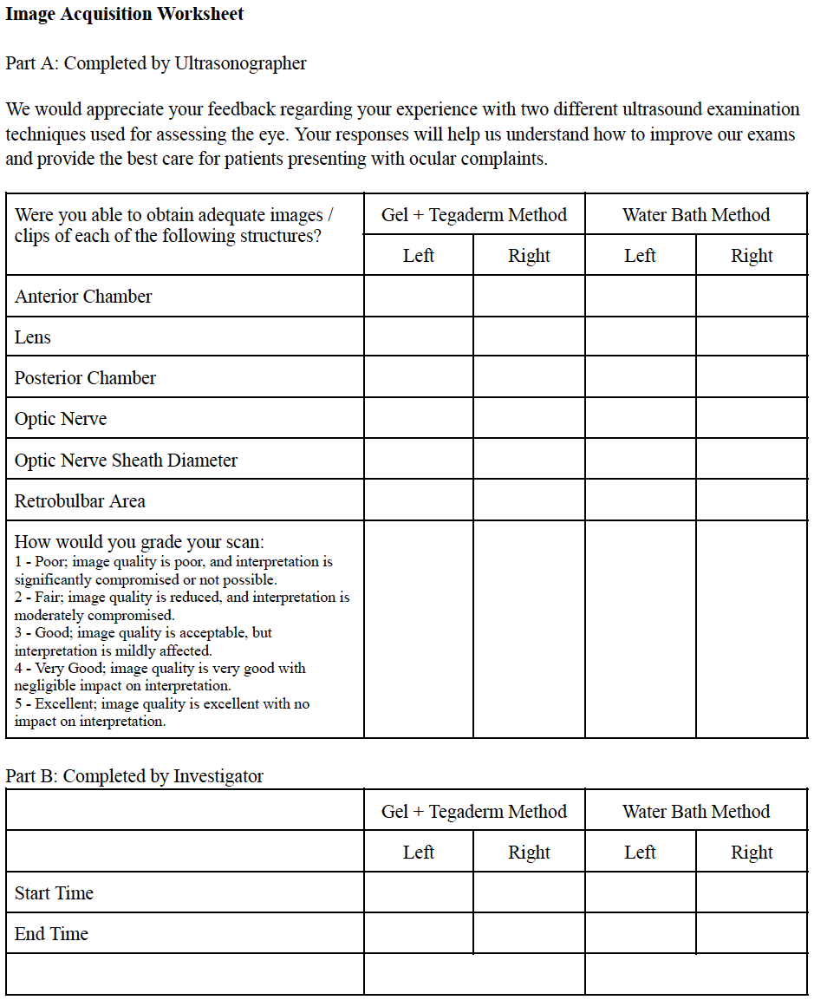 Image Acquisition Worksheet
Part A: Completed by Ultrasonographer
We would appreciate your feedback regarding your experience with two different ultrasound examination
techniques used for assessing the eye. Your responses will help us understand how to improve our exams
and provide the best care for patients presenting with ocular complaints.
Were you able to obtain adequate images /
clips of each of the following structures?
Gel + Tegaderm Method
Water Bath Method
Left
Right
Left
Right
Anterior Chamber
Lens
Posterior Chamber
Optic Nerve
Optic Nerve Sheath Diameter
Retrobulbar Area
How would you grade your scan:
1 - Poor; image quality is poor, and interpretation is
significantly compromised or not possible.
2 - Fair; image quality is reduced, and interpretation is
moderately compromised.
3 - Good; image quality is acceptable, but
interpretation is mildly affected.
4 - Very Good; image quality is very good with
negligible impact on interpretation.
5 - Excellent; image quality is excellent with no
impact on interpretation.
Part B: Completed by Investigator
Gel + Tegaderm Method
Water Bath Method
Left
Right
Left
Right
Start Time
End Time